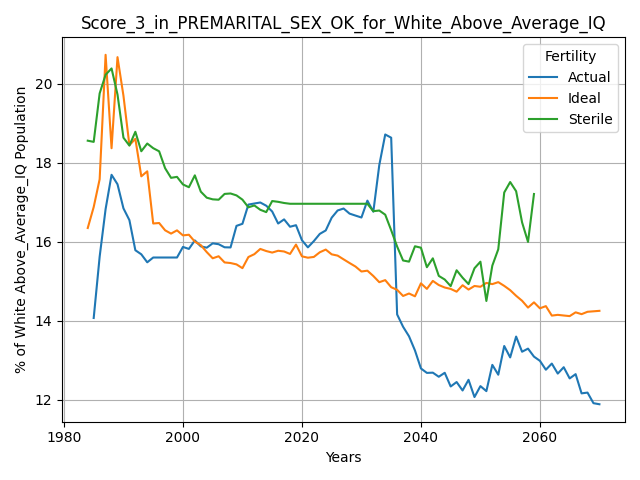 Score_3_in_PREMARITAL_SEX_OK_for_White_Above_Average_IQ
% of White Above_Average_IQ Population
20
18
16
14
12
Fertility
Actual
Ideal
Sterile
1980
2000
2020
2040
2060
Years